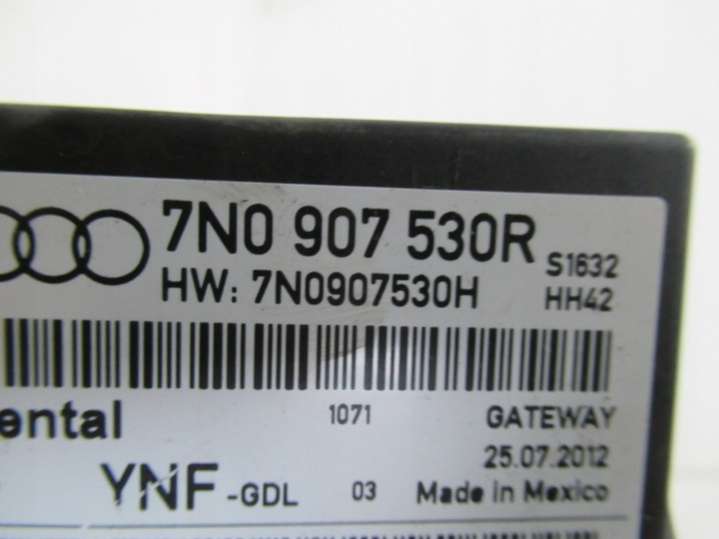 7N0 907 530R S1632
HW: 7N0907530H HH42
ental 1071 GATEWAY
25.07.2012
YNF-GDL 03 Made in Mexico